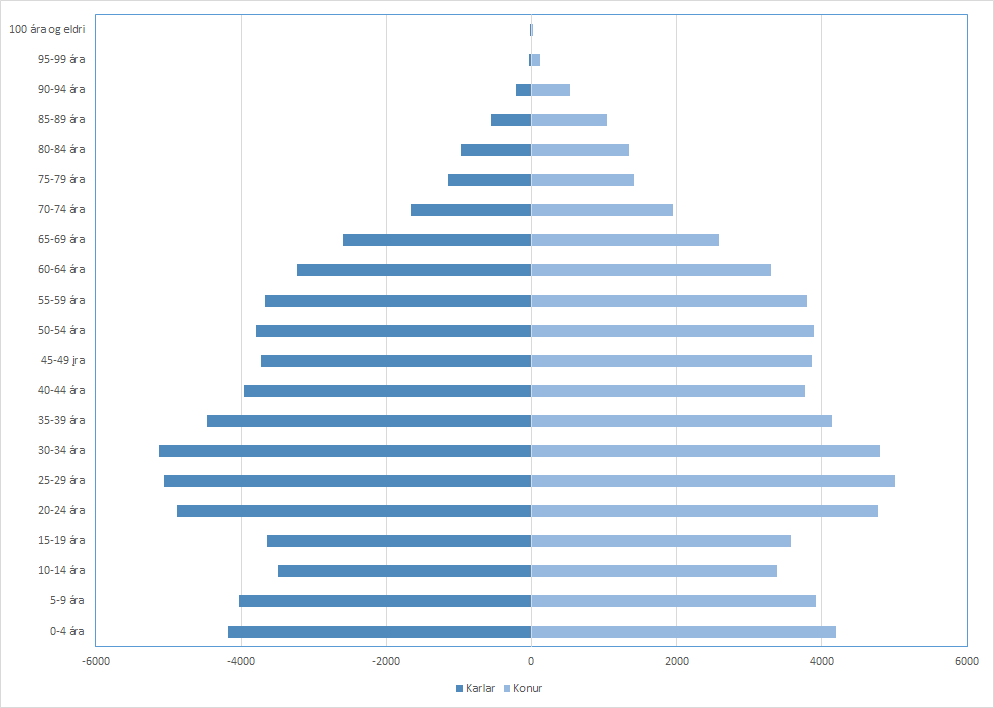 100 ára og eldri
95-99 ára
90-94 ára
85-89 ára
80-84 ára
75-79 ára
70-74 ára
65-69 ára
60-64 ára
55-59 ára
50-54 ára
45-49 jra
40-44 ára
35-39 ára
30-34 ára
25-29 ára
20-24 ára
15-19 ára
10-14 ára
5-9 ára
0-4 ára
-6000 -4000 -2000 0 2000 4000 6000
Karlar Konur